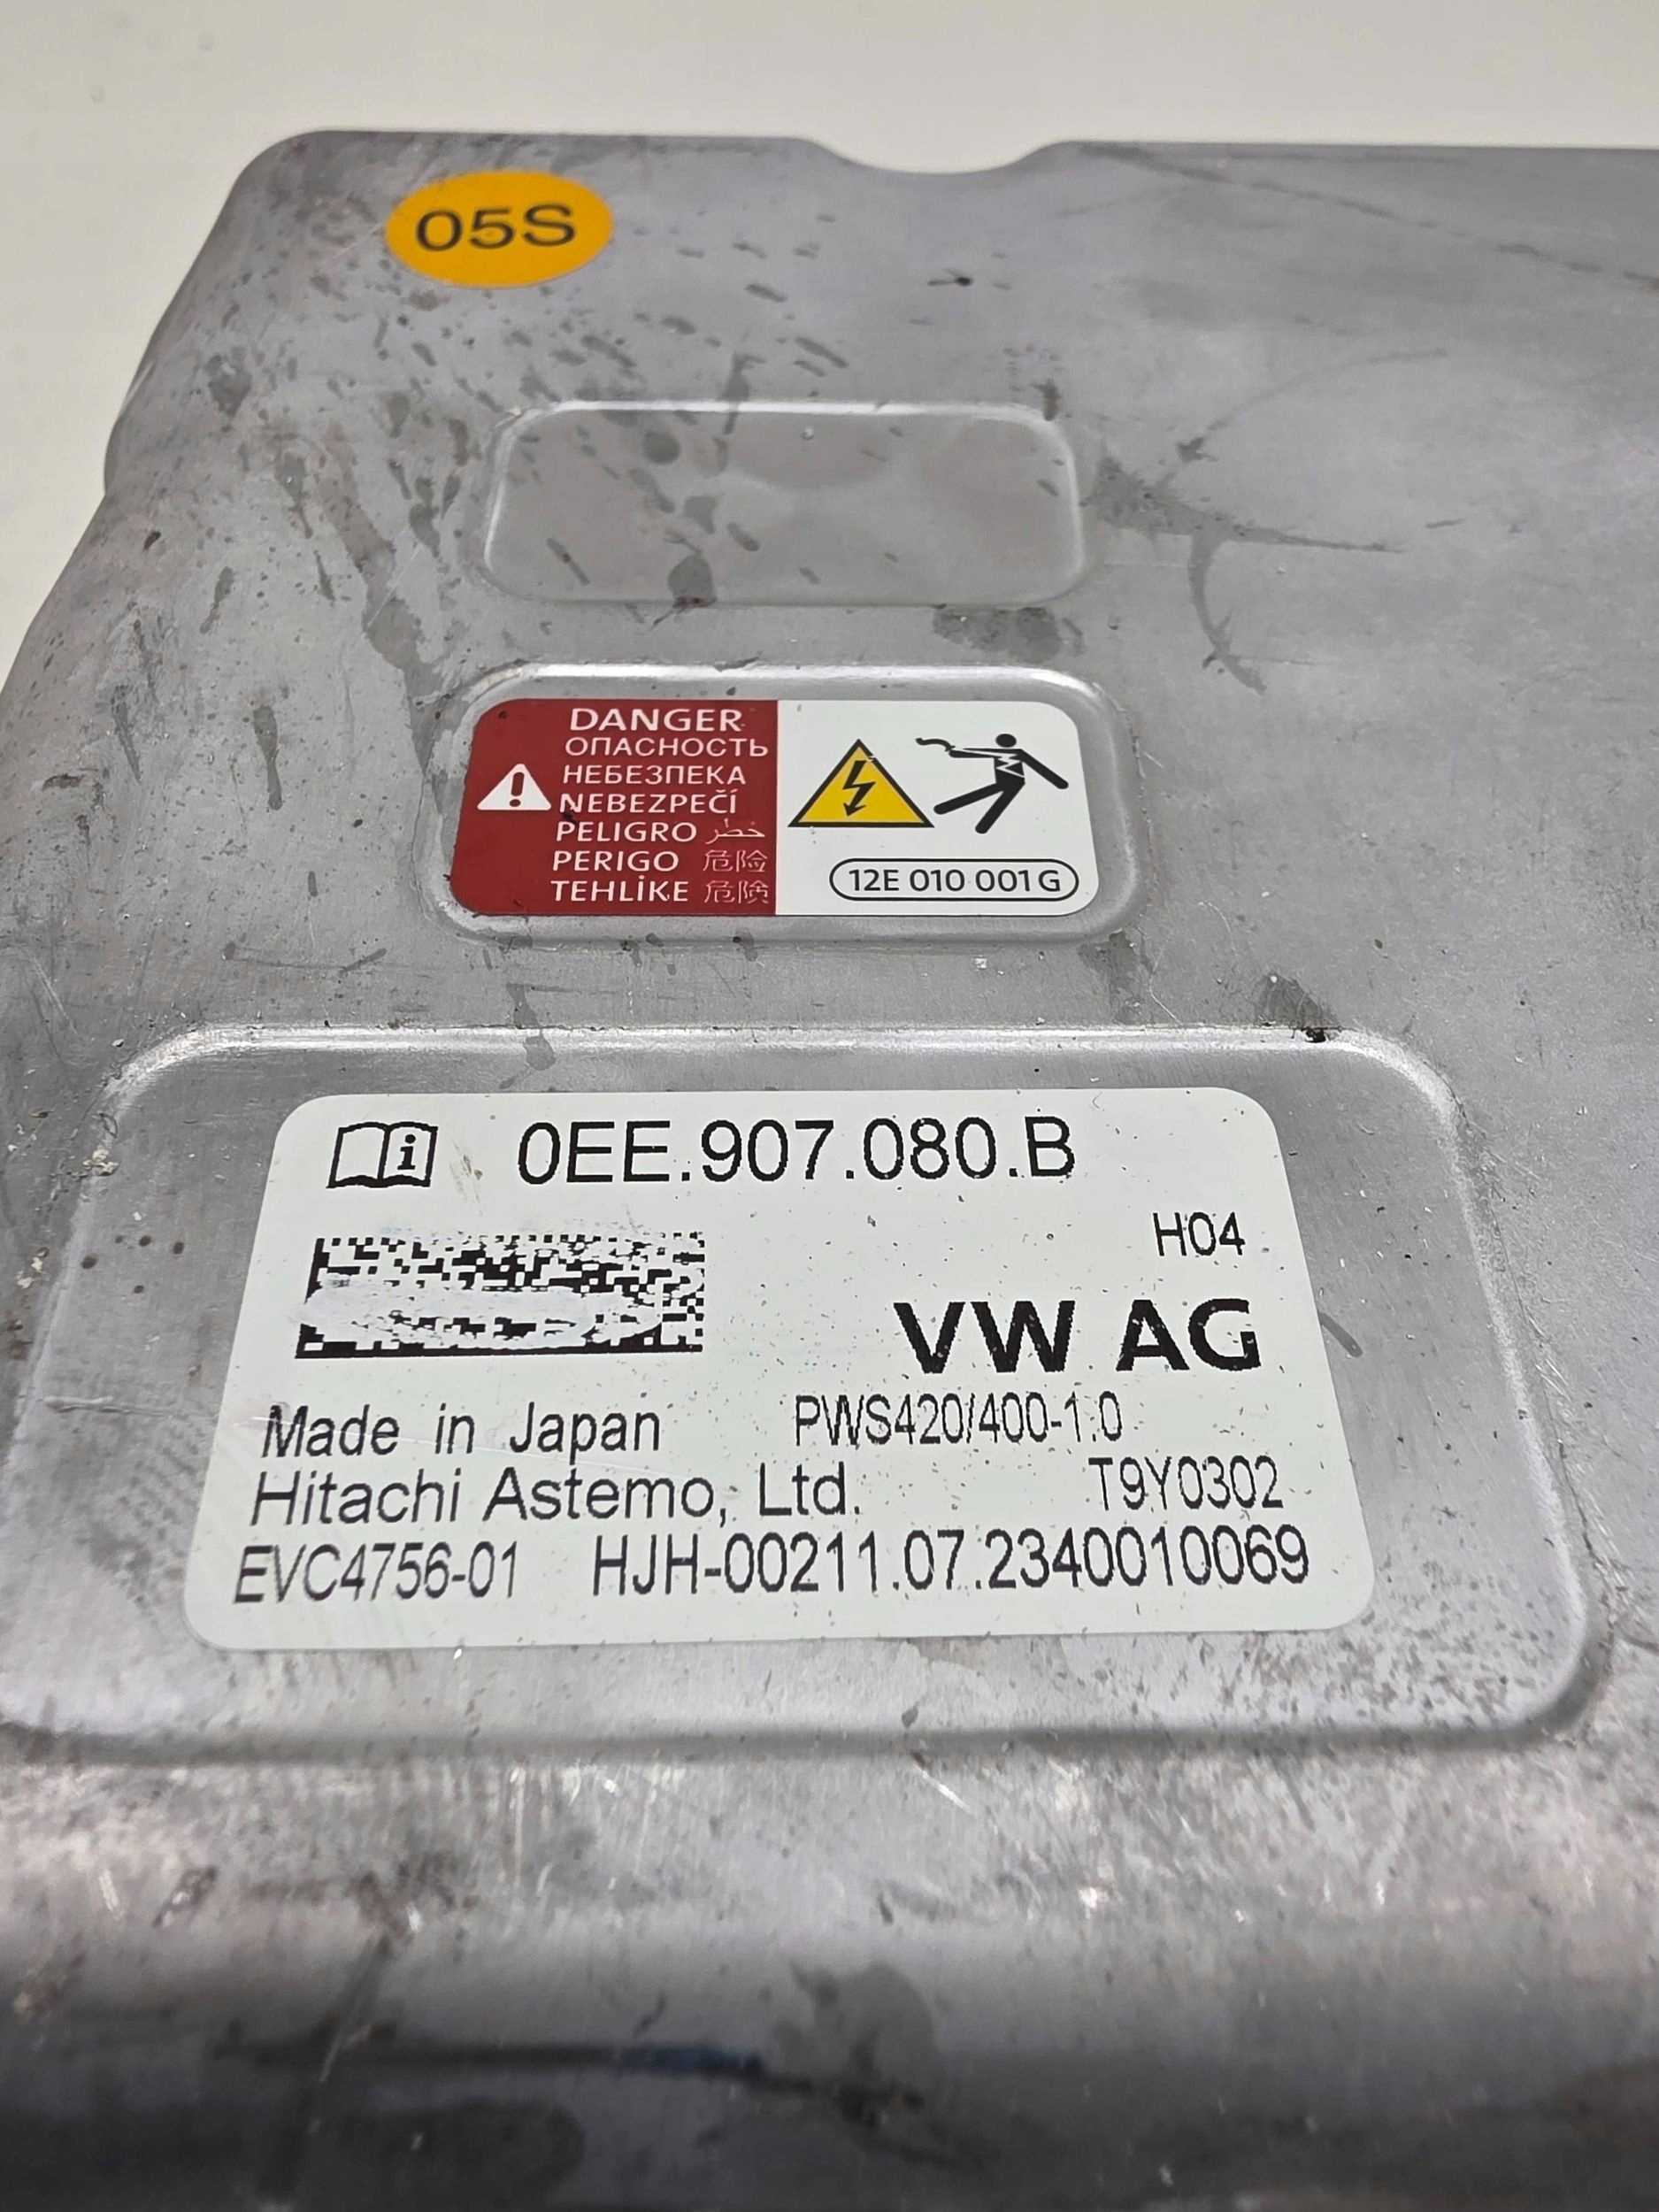 05S
DANGER
ОПАСНОСТЬ
НЕБЕЗПЕКА
NEBEZPEČÍ
PELIGRO خطر
PERIGO 危险
TEHLİKE 危険
12E 010 001 G
0EE.907.080.B
H04
VW AG
Made in Japan PWS420/400-1.0
Hitachi Astemo, Ltd. T9Y0302
EVC4756-01 HJH-00211.07.2340010069